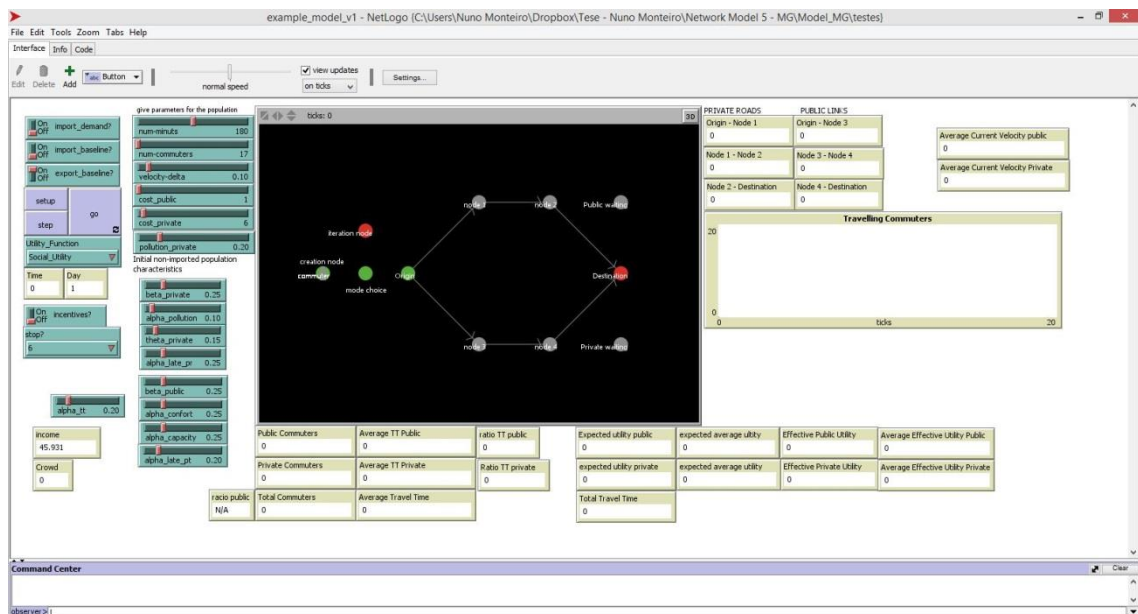 example_model_v1 - NetLogo (C:\Users\Nuno Monteiro\Dropbox\Tese - Nuno Monteiro\Network Model 5 - MG\Model_MG\testes)
File Edit Tools Zoom Tabs Help
Interface Info Code
Edit Delete Add
abc Button
normal speed
view updates
on ticks
Settings...
On Off import_demand?
On Off import_baseline?
On Off export_baseline?
setup
go
step
Utility_Function
Social_Utility
Time
0
Day
1
On Off incentives?
stop?
6
alpha_tt 0.20
income
45.931
Crowd
0
give parameters for the population
num-minuts 180
num-commuters 17
velocity-delta 0.10
cost_public 1
cost_private 6
pollution_private 0.20
Initial non-imported population
characteristics
beta_private 0.25
alpha_pollution 0.10
theta_private 0.15
alpha_late_pr 0.25
beta_public 0.25
alpha_confort 0.25
alpha_capacity 0.25
alpha_late_pt 0.20
ticks: 0
3D
node 1
node 2
Public waiting
iteration node
creation node
commuter
mode choice
Origin
Destination
node 3
node 4
Private waiting
PRIVATE ROADS
PUBLIC LINKS
Origin - Node 1
0
Origin - Node 3
0
Node 1 - Node 2
0
Node 3 - Node 4
0
Node 2 - Destination
0
Node 4 - Destination
0
Average Current Velocity public
0
Average Current Velocity Private
0
Travelling Commuters
20
0
0
ticks
20
Public Commuters
0
Average TT Public
0
ratio TT public
0
Expected utility public
0
expected average ultity
0
Effective Public Utility
0
Average Effective Utility Public
0
Private Commuters
0
Average TT Private
0
Ratio TT private
0
expected utility private
0
expected average utility
0
Effective Private Utility
0
Average Effective Utility Private
0
racio public
N/A
Total Commuters
0
Average Travel Time
0
Total Travel Time
0
Command Center
Clear
observer>